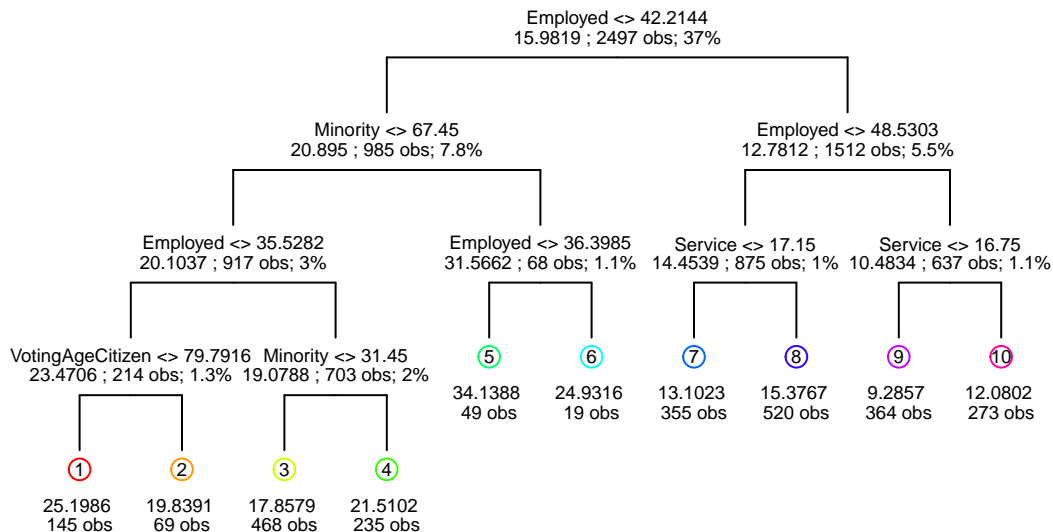 Employed <> 42.2144
15.9819 ; 2497 obs; 37%
Minority <> 67.45
20.895 ; 985 obs; 7.8%
Employed <> 48.5303
12.7812 ; 1512 obs; 5.5%
Employed <> 35.5282
20.1037 ; 917 obs; 3%
Employed <> 36.3985
31.5662 ; 68 obs; 1.1%
Service <> 17.15
14.4539 ; 875 obs; 1%
Service <> 16.75
10.4834 ; 637 obs; 1.1%
VotingAgeCitizen <> 79.7916
23.4706 ; 214 obs; 1.3%
Minority <> 31.45
19.0788 ; 703 obs; 2%
5
34.1388
49 obs
6
24.9316
19 obs
7
13.1023
355 obs
8
15.3767
520 obs
9
9.2857
364 obs
10
12.0802
273 obs
1
25.1986
145 obs
2
19.8391
69 obs
3
17.8579
468 obs
4
21.5102
235 obs